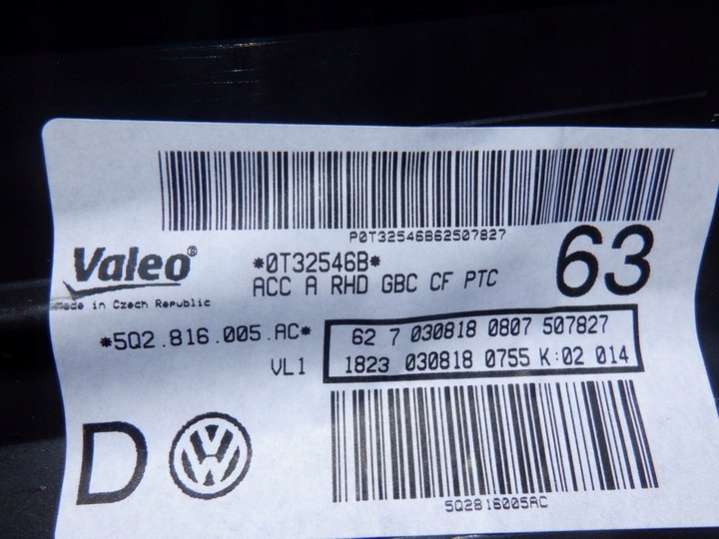 P0T32546B62507827
Valeo®
*0T32546B*
63
ACC A RHD GBC CF PTC
Made in Czech Republic
*5Q2.816.005.AC*
62 7 030818 0807 507827
VL1
1823 030818 0755 K:02 014
D
5Q2816005AC